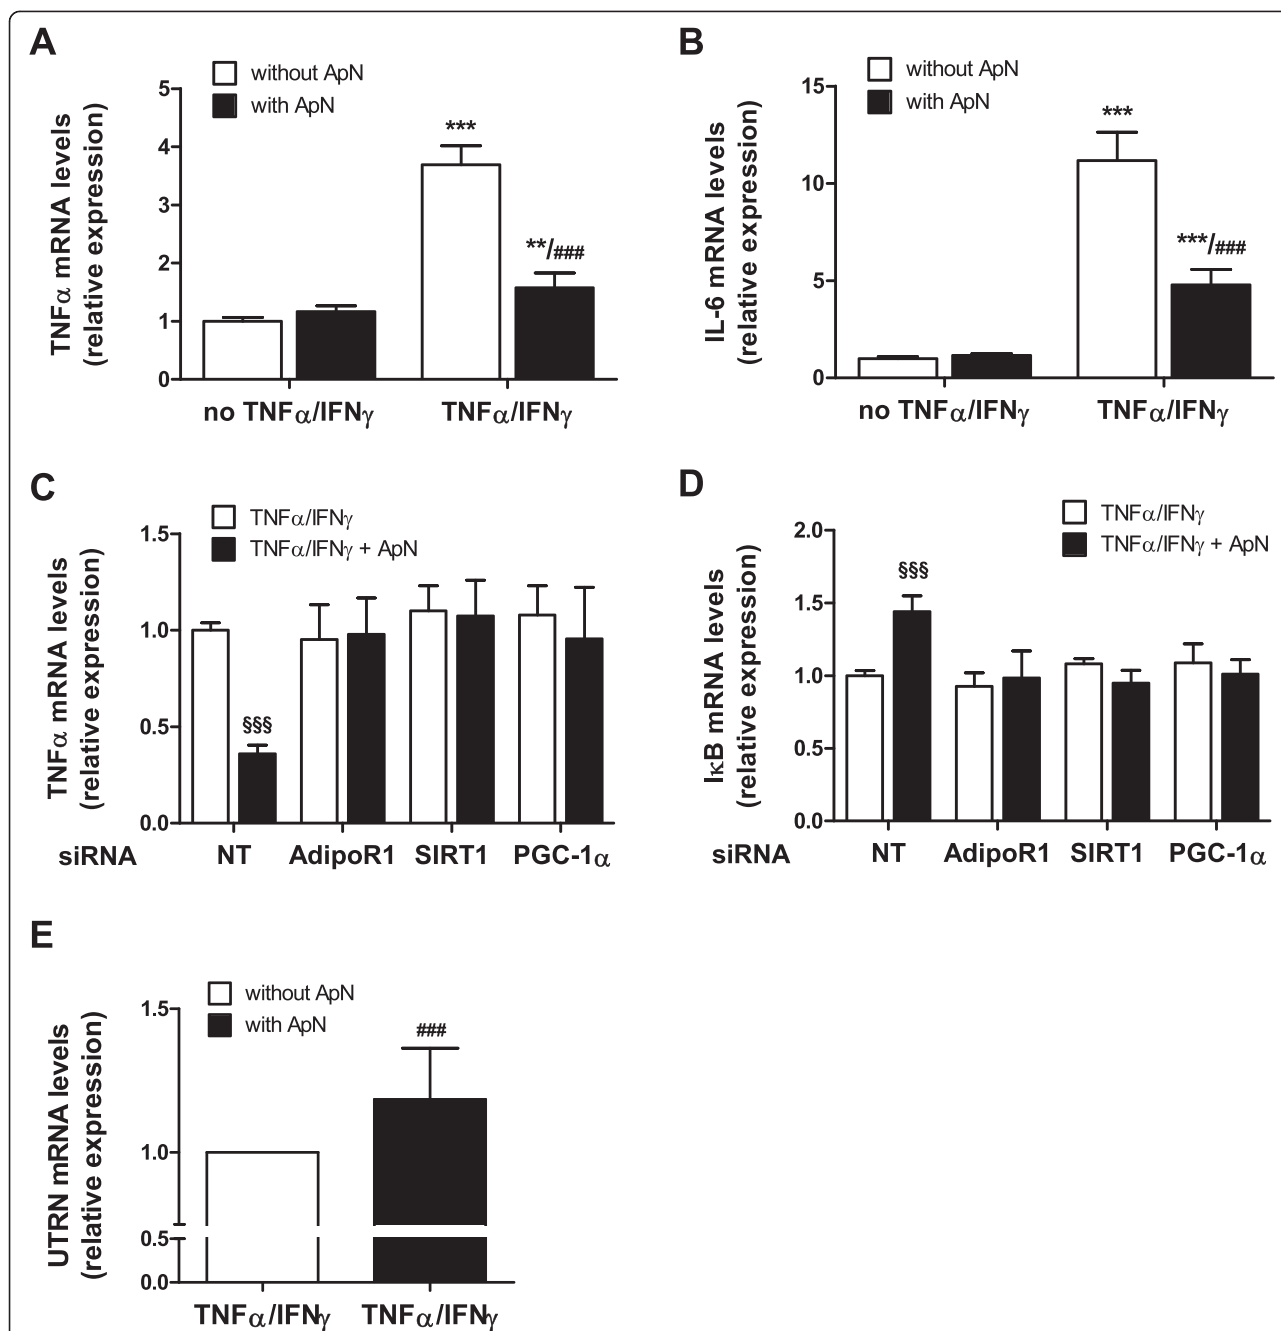 A
without ApN
with ApN
TNFα mRNA levels
(relative expression)
5
4
3
2
1
0
***
**/###
no TNFα/IFNγ
TNFα/IFNγ
B
without ApN
with ApN
IL-6 mRNA levels
(relative expression)
15
10
5
0
***
***/###
no TNFα/IFNγ
TNFα/IFNγ
C
TNFα/IFNγ
TNFα/IFNγ + ApN
TNFα mRNA levels
(relative expression)
1.5
1.0
0.5
0.0
§§§
siRNA NT AdipoR1 SIRT1 PGC-1α
D
TNFα/IFNγ
TNFα/IFNγ + ApN
IκB mRNA levels
(relative expression)
2.0
1.5
1.0
0.5
0.0
§§§
siRNA NT AdipoR1 SIRT1 PGC-1α
E
without ApN
with ApN
UTRN mRNA levels
(relative expression)
1.5
1.0
0.5
0.0
###
TNFα/IFNγ TNFα/IFNγ